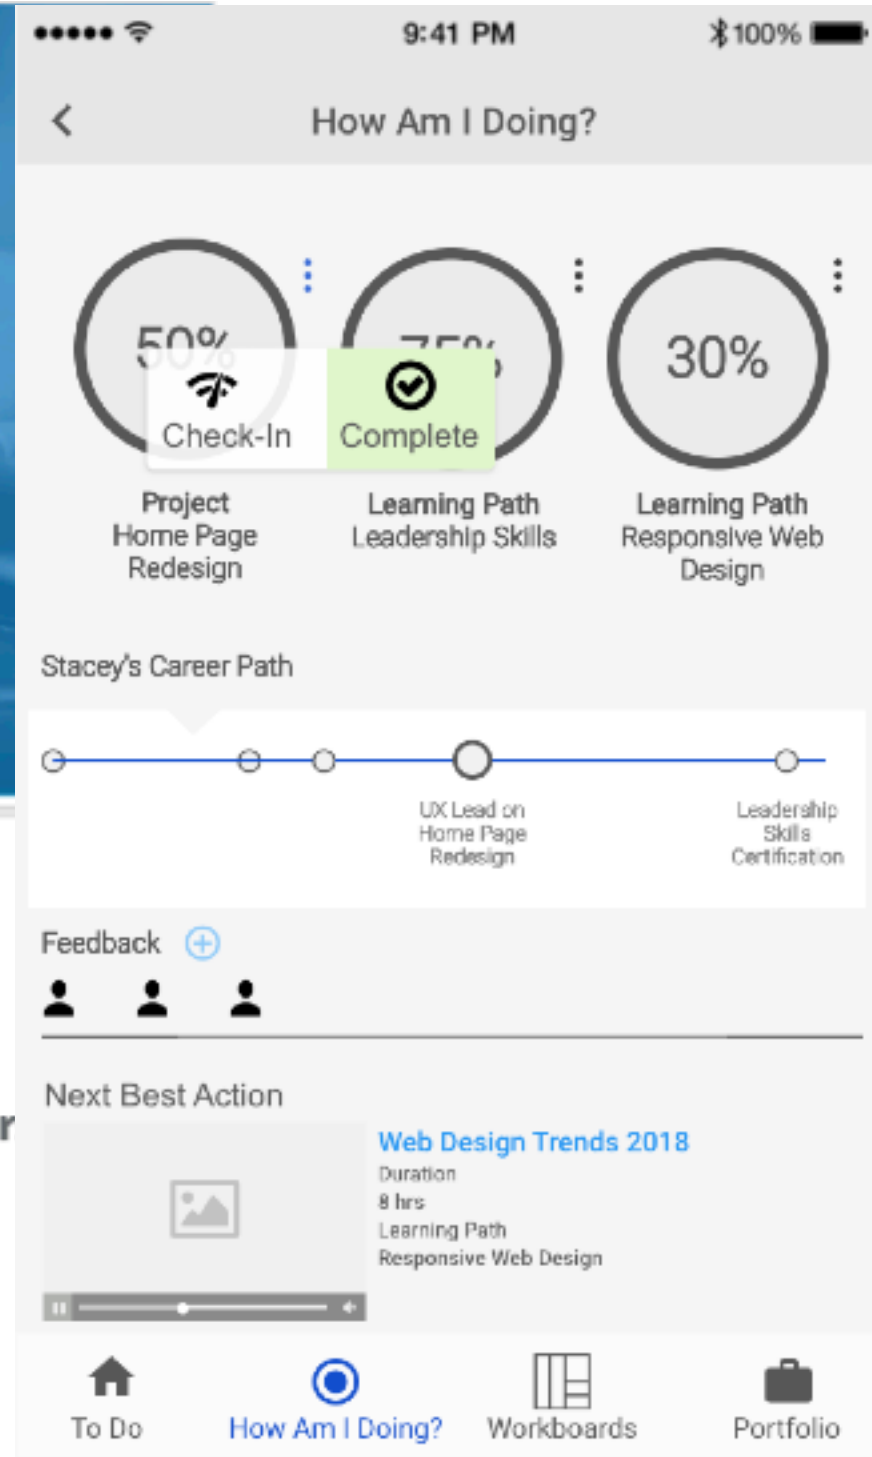 9:41 PM
100%
How Am I Doing?
50%
75%
30%
Check-In
Complete
Project
Home Page
Redesign
Learning Path
Leadership Skills
Learning Path
Responsive Web
Design
Stacey's Career Path
UX Lead on
Home Page
Redesign
Leadership
Skills
Certification
Feedback
Next Best Action
Web Design Trends 2018
Duration
8 hrs
Learning Path
Responsive Web Design
r
To Do
How Am I Doing?
Workboards
Portfolio